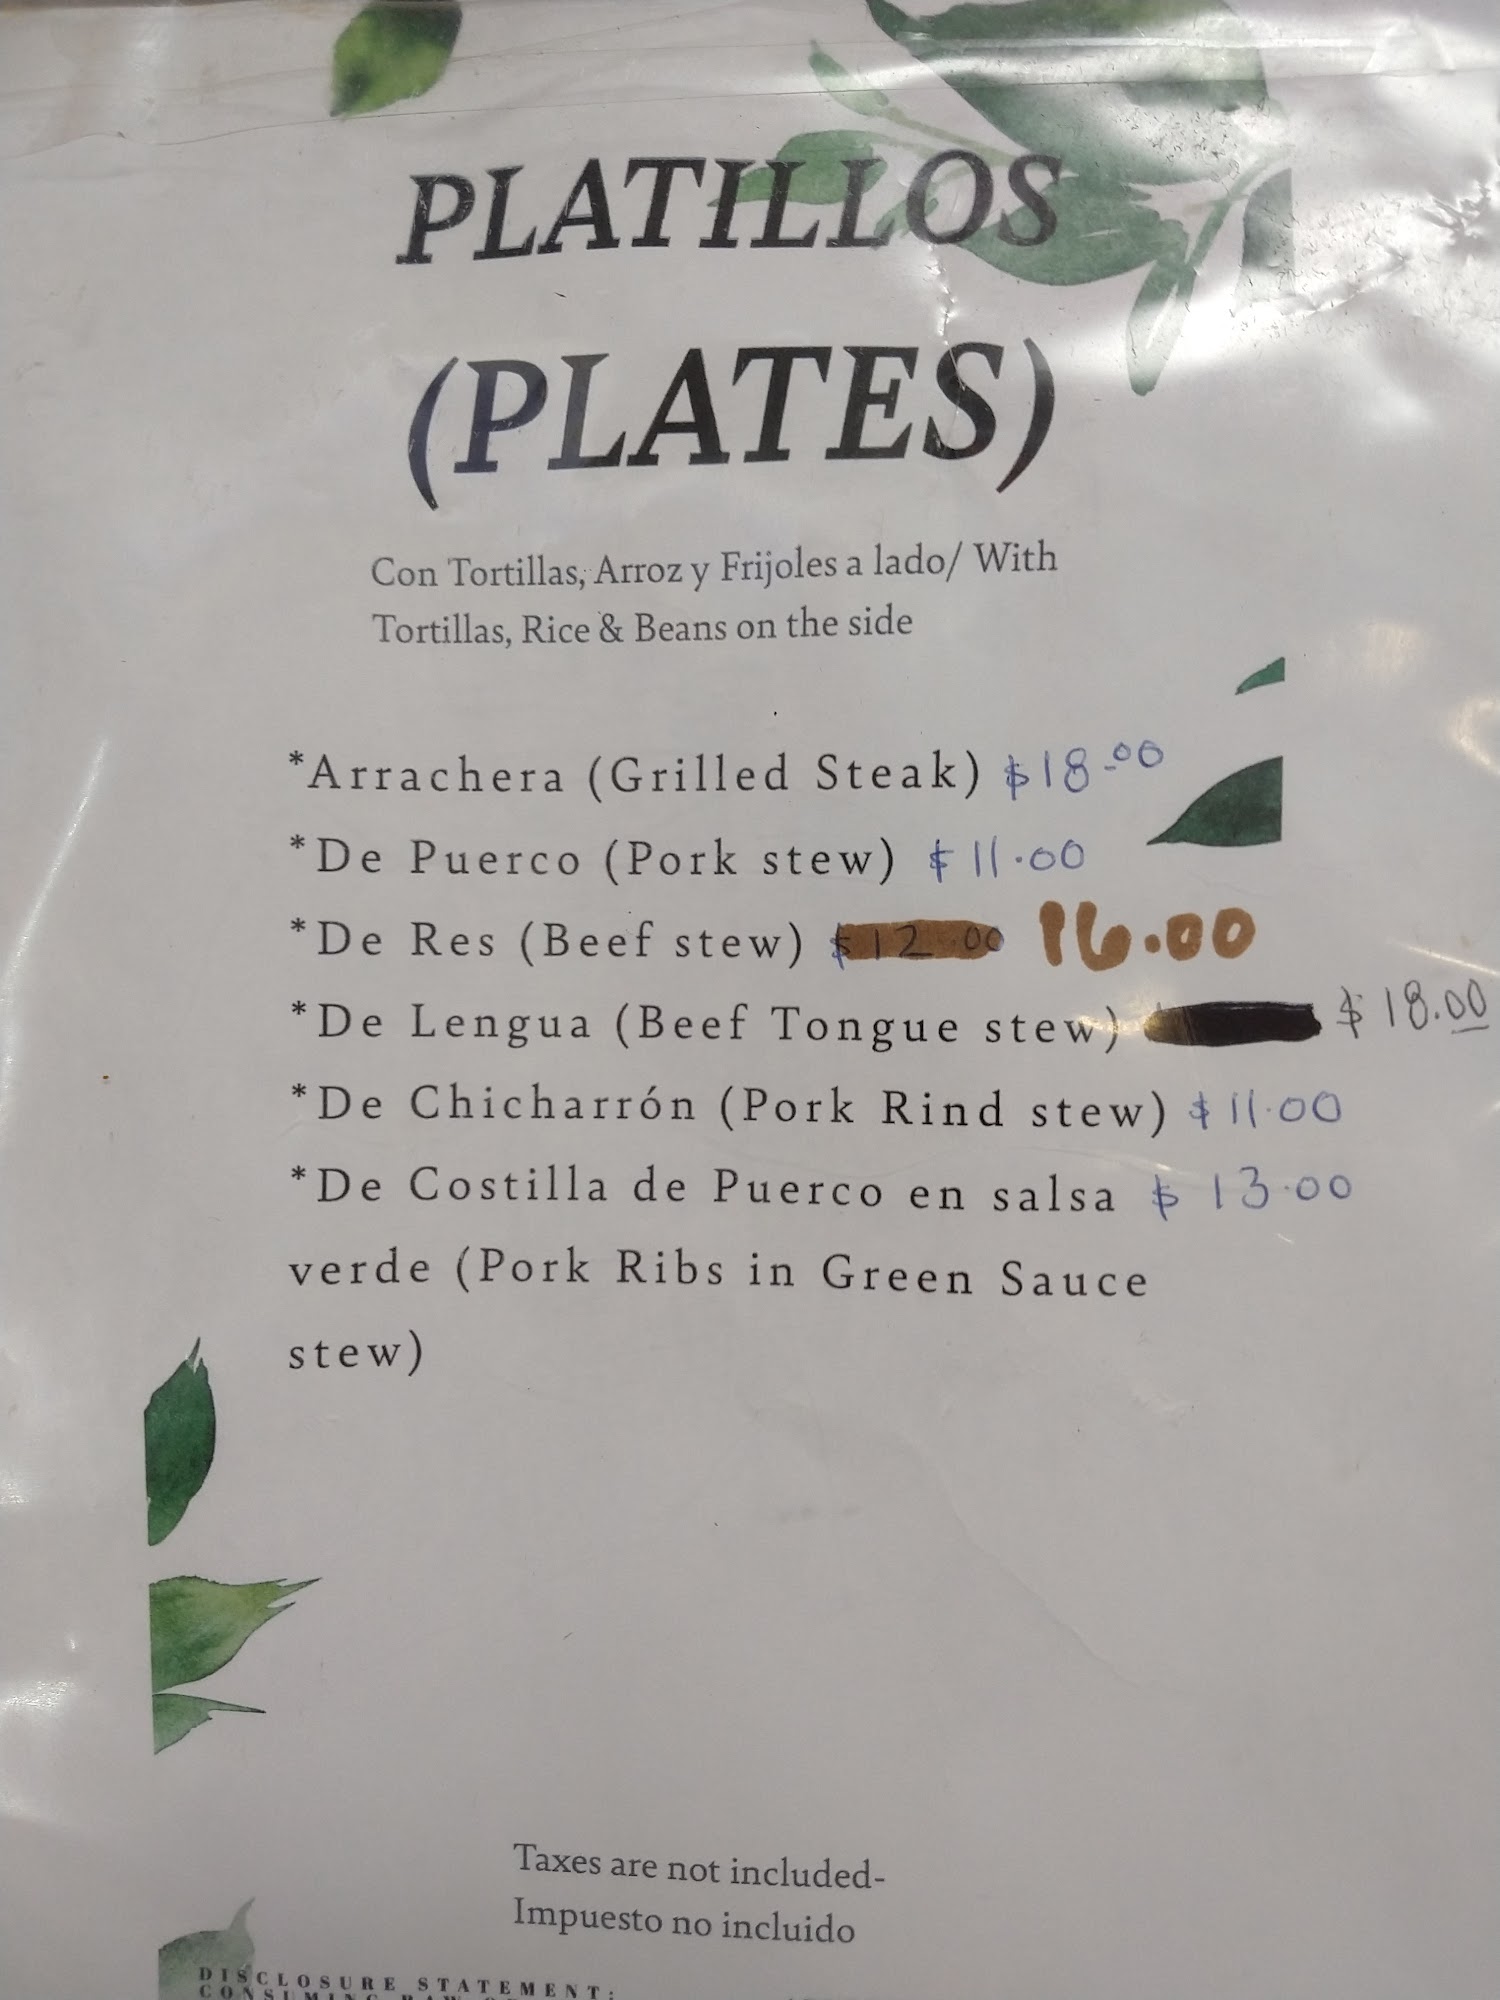 PLATILLOS
(PLATES)
Con Tortillas, Arroz y Frijoles a lado/ With
Tortillas, Rice & Beans on the side
*Arrachera (Grilled Steak) $18.00
*De Puerco (Pork stew) $11.00
*De Res (Beef stew) $12.00 16.00
*De Lengua (Beef Tongue stew) $18.00
*De Chicharrón (Pork Rind stew) $11.00
*De Costilla de Puerco en salsa $13.00
verde (Pork Ribs in Green Sauce
stew)
Taxes are not included-
Impuesto no incluido
DISCLOSURE STATEMENT:
CONSUMING RAW